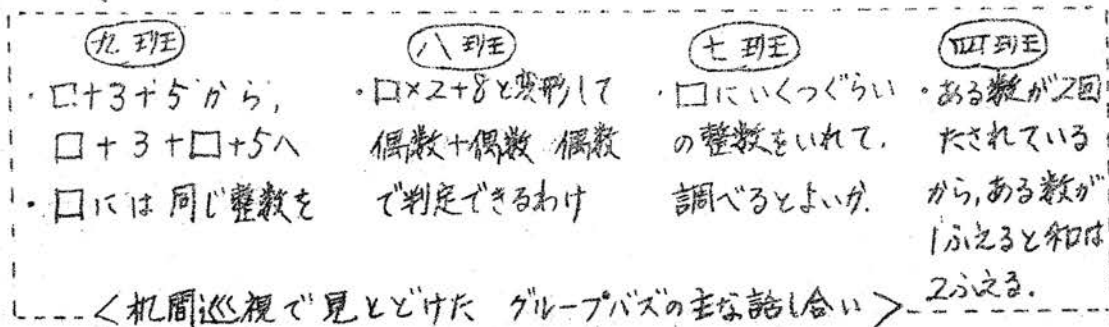 九班
・□+3+5から,
□+3+□+5へ
・□には同じ整数を
八班
・□×2+8と変形して
偶数+偶数 偶数
で判定できるわけ
七班
・□にいくつぐらい
の整数をいれて,
調べるとよいか.
四班
・ある数が2回
たされている
から,ある数が
1ふえると和は
2ふえる.
<机間巡視で見とどけた グループバズの主な話し合い>